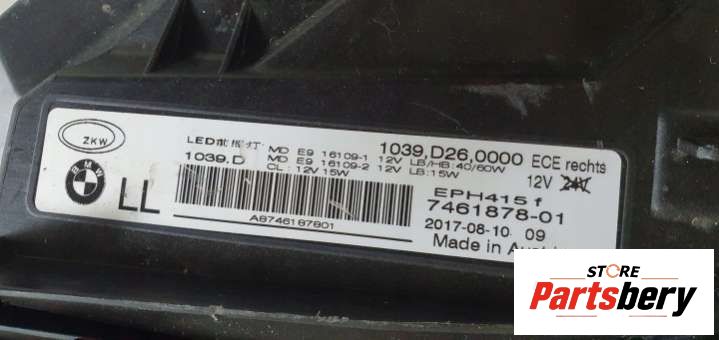 ZKW
BMW
LL
LED前照灯: MD E9 16109-1 12V LB/HB:40/60W
1039.D MD E9 16109-2 12V LB:15W
CL: 12V 15W
A8746187801
1039.D26.0000 ECE rechts
12V 24V
EPH415 f
7461878-01
2017-08-10 09
Made in
STORE
Partsbery